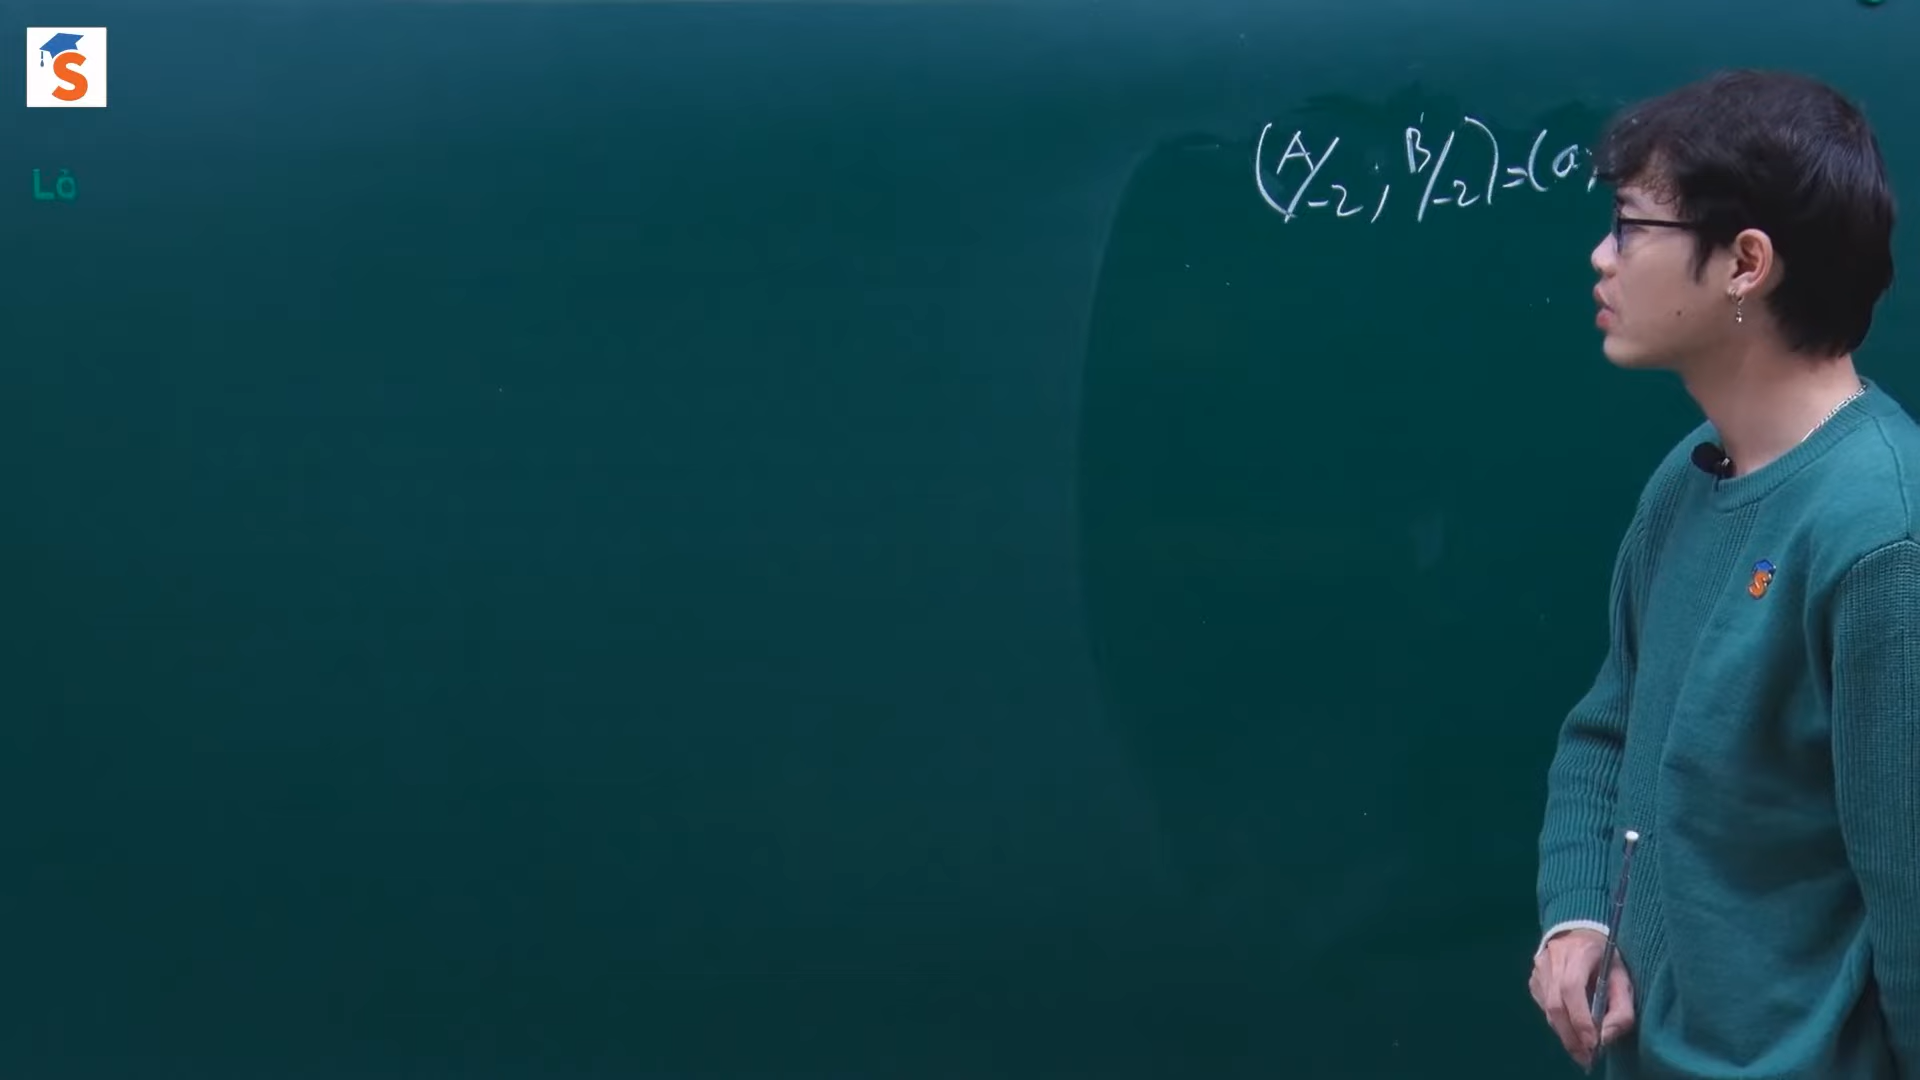 S
Lò
(A/-2; B/-2)=(a;
S